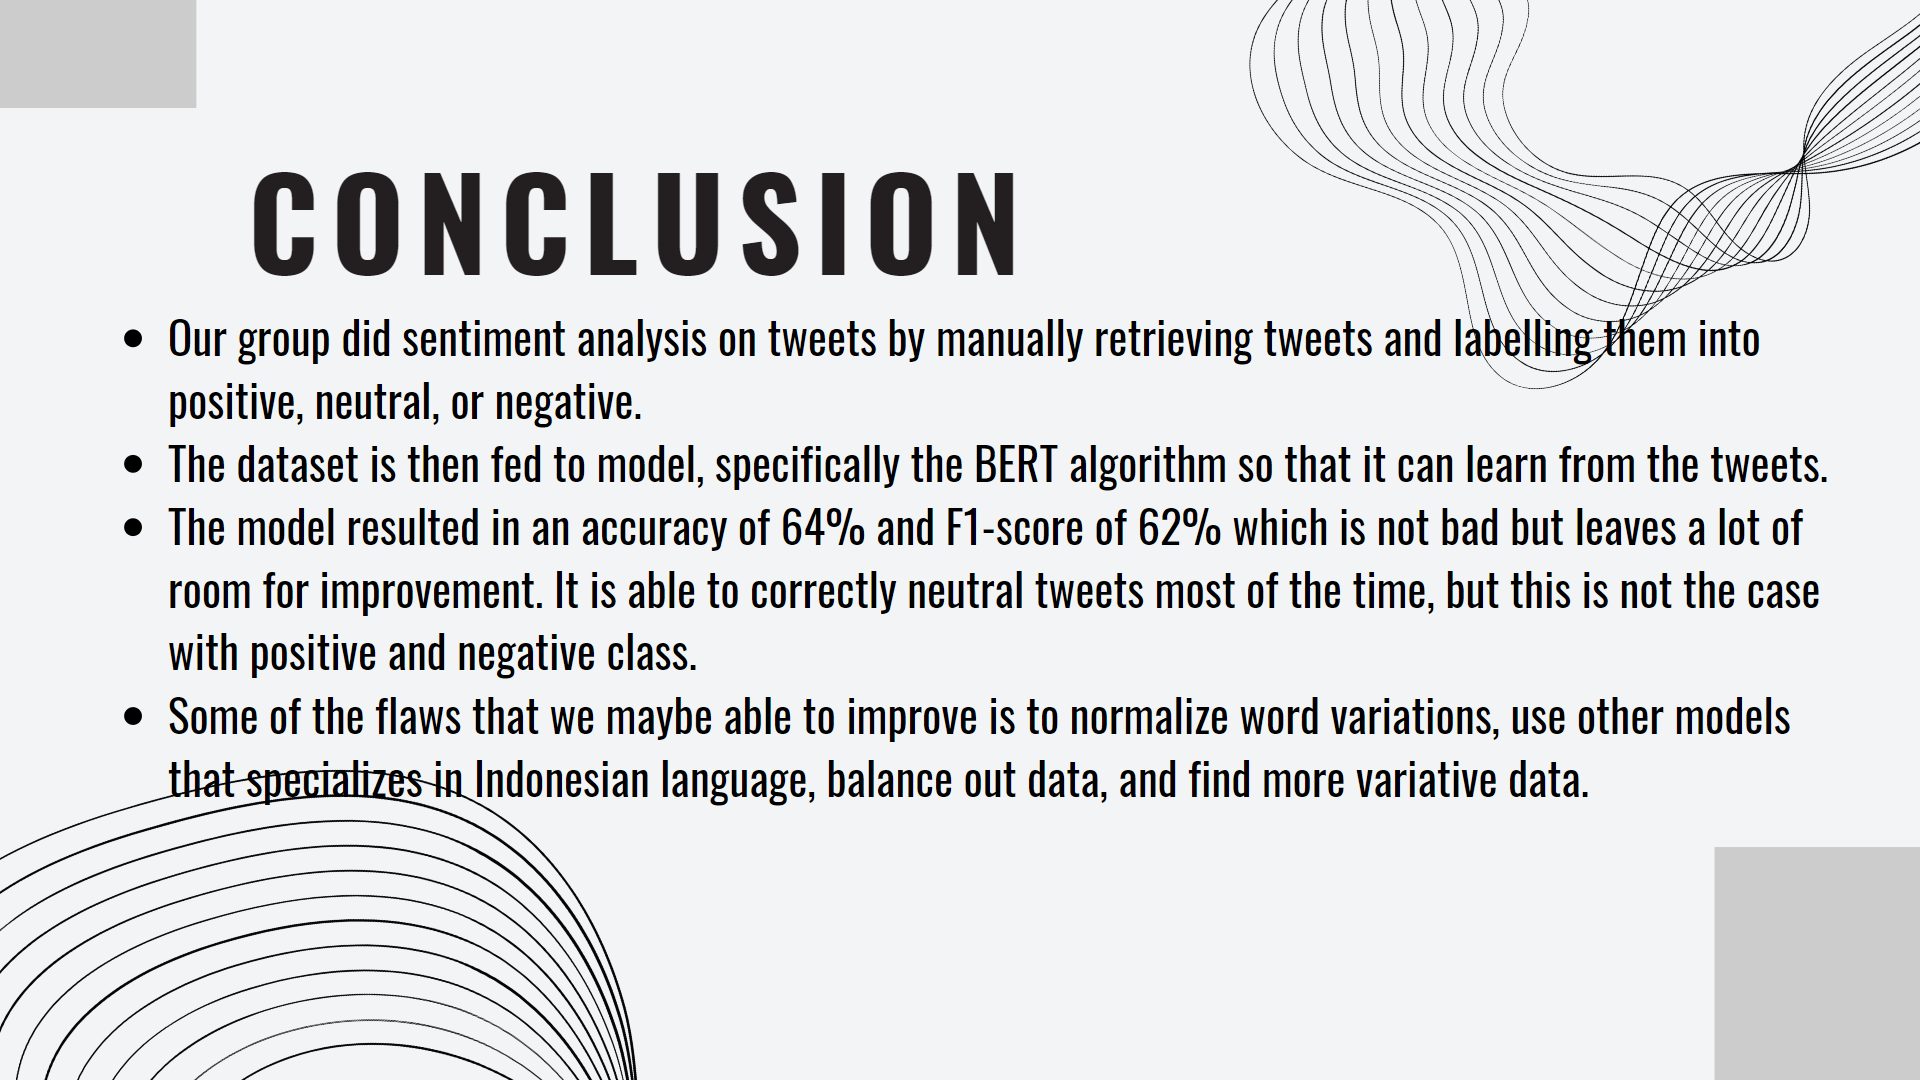 CONCLUSION
• Our group did sentiment analysis on tweets by manually retrieving tweets and labelling them into
positive, neutral, or negative.
• The dataset is then fed to model, specifically the BERT algorithm so that it can learn from the tweets.
• The model resulted in an accuracy of 64% and F1-score of 62% which is not bad but leaves a lot of
room for improvement. It is able to correctly neutral tweets most of the time, but this is not the case
with positive and negative class.
• Some of the flaws that we maybe able to improve is to normalize word variations, use other models
that specializes in Indonesian language, balance out data, and find more variative data.